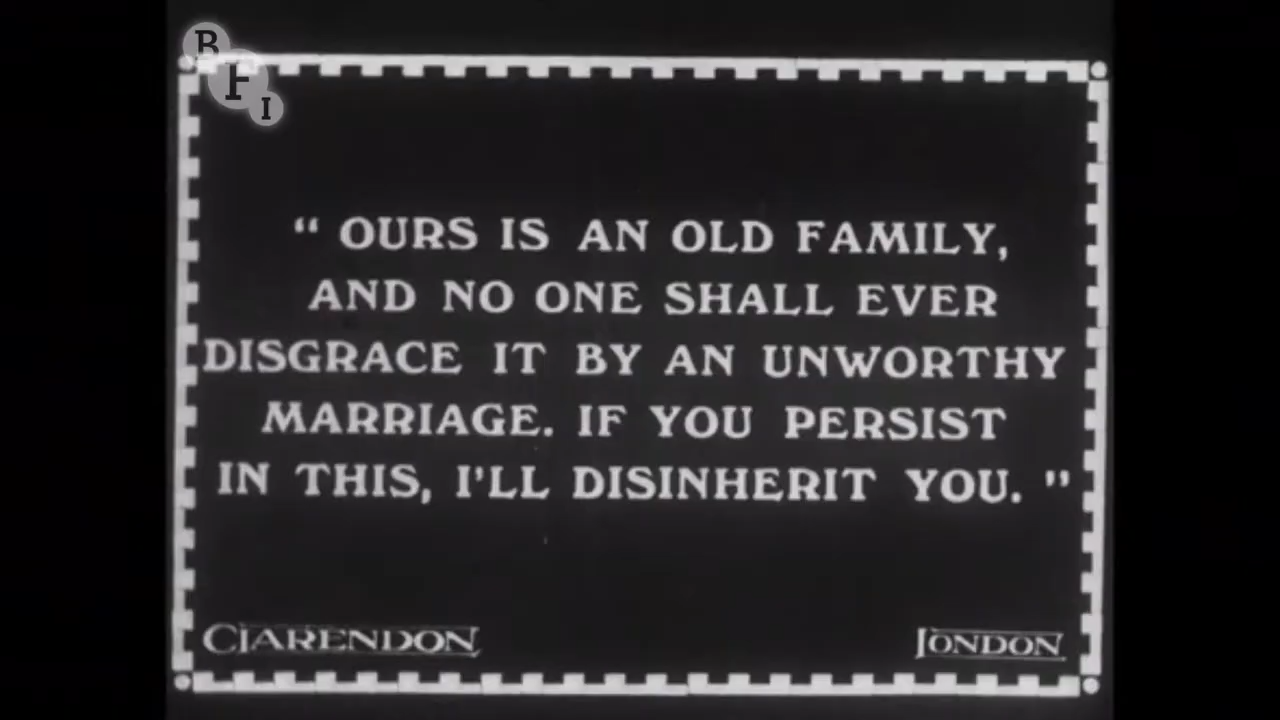 BFI
“ OURS IS AN OLD FAMILY,
AND NO ONE SHALL EVER
DISGRACE IT BY AN UNWORTHY
MARRIAGE. IF YOU PERSIST
IN THIS, I'LL DISINHERIT YOU. ”
CLARENDON LONDON